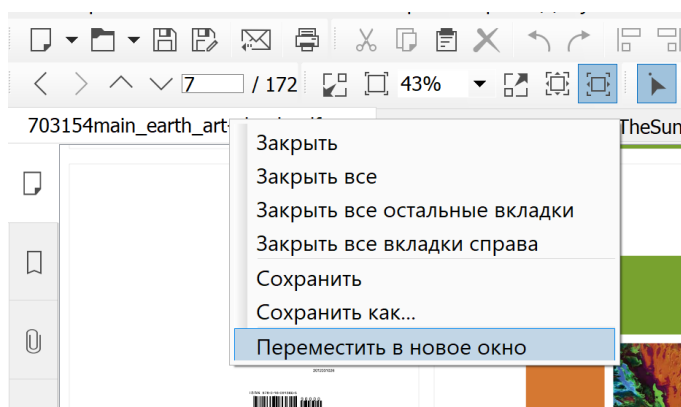 7 / 172 43%
703154main_earth_art- TheSun
Закрыть
Закрыть все
Закрыть все остальные вкладки
Закрыть все вкладки справа
Сохранить
Сохранить как...
Переместить в новое окно